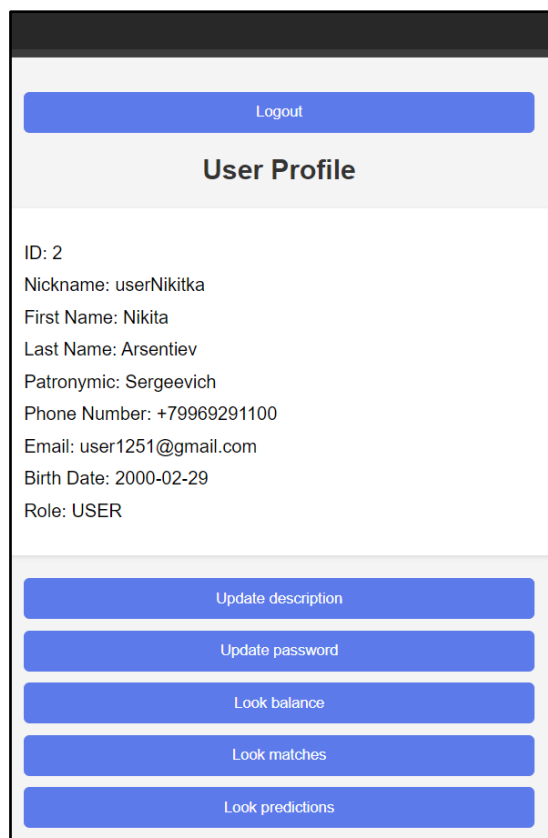 Logout
User Profile
ID: 2
Nickname: userNikitka
First Name: Nikita
Last Name: Arsentiev
Patronymic: Sergeevich
Phone Number: +79969291100
Email: user1251@gmail.com
Birth Date: 2000-02-29
Role: USER
Update description
Update password
Look balance
Look matches
Look predictions